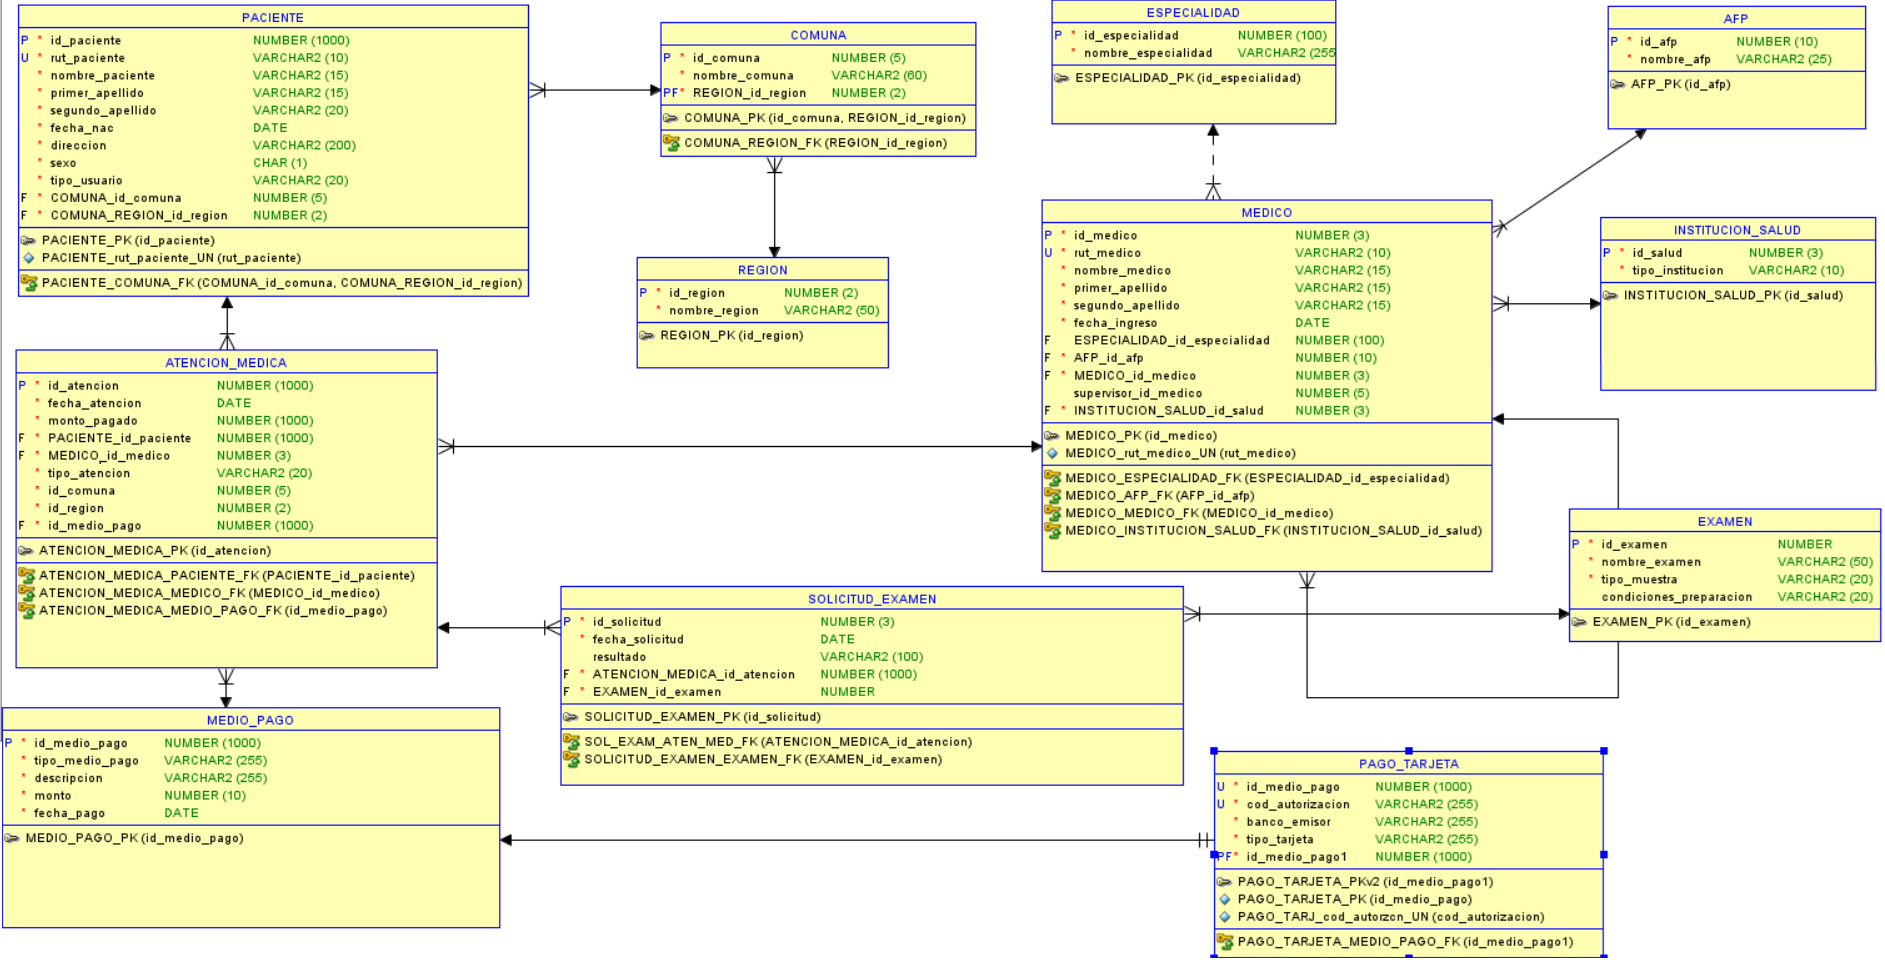 PACIENTE
P * id_paciente NUMBER (1000)
U * rut_paciente VARCHAR2 (10)
* nombre_paciente VARCHAR2 (15)
* primer_apellido VARCHAR2 (15)
* segundo_apellido VARCHAR2 (20)
* fecha_nac DATE
* direccion VARCHAR2 (200)
* sexo CHAR (1)
* tipo_usuario VARCHAR2 (20)
F * COMUNA_id_comuna NUMBER (5)
F * COMUNA_REGION_id_region NUMBER (2)
PACIENTE_PK (id_paciente)
PACIENTE_rut_paciente_UN (rut_paciente)
PACIENTE_COMUNA_FK (COMUNA_id_comuna, COMUNA_REGION_id_region)
COMUNA
P * id_comuna NUMBER (5)
* nombre_comuna VARCHAR2 (60)
PF* REGION_id_region NUMBER (2)
COMUNA_PK (id_comuna, REGION_id_region)
COMUNA_REGION_FK (REGION_id_region)
ESPECIALIDAD
P * id_especialidad NUMBER (100)
* nombre_especialidad VARCHAR2 (255
ESPECIALIDAD_PK (id_especialidad)
AFP
P * id_afp NUMBER (10)
* nombre_afp VARCHAR2 (25)
AFP_PK (id_afp)
REGION
P * id_region NUMBER (2)
* nombre_region VARCHAR2 (50)
REGION_PK (id_region)
MEDICO
P * id_medico NUMBER (3)
U * rut_medico VARCHAR2 (10)
* nombre_medico VARCHAR2 (15)
* primer_apellido VARCHAR2 (15)
* segundo_apellido VARCHAR2 (15)
* fecha_ingreso DATE
F ESPECIALIDAD_id_especialidad NUMBER (100)
F * AFP_id_afp NUMBER (10)
F * MEDICO_id_medico NUMBER (3)
supervisor_id_medico NUMBER (5)
F * INSTITUCION_SALUD_id_salud NUMBER (3)
MEDICO_PK (id_medico)
MEDICO_rut_medico_UN (rut_medico)
MEDICO_ESPECIALIDAD_FK (ESPECIALIDAD_id_especialidad)
MEDICO_AFP_FK (AFP_id_afp)
MEDICO_MEDICO_FK (MEDICO_id_medico)
MEDICO_INSTITUCION_SALUD_FK (INSTITUCION_SALUD_id_salud)
INSTITUCION_SALUD
P * id_salud NUMBER (3)
* tipo_institucion VARCHAR2 (10)
INSTITUCION_SALUD_PK (id_salud)
ATENCION_MEDICA
P * id_atencion NUMBER (1000)
* fecha_atencion DATE
* monto_pagado NUMBER (1000)
F * PACIENTE_id_paciente NUMBER (1000)
F * MEDICO_id_medico NUMBER (3)
* tipo_atencion VARCHAR2 (20)
* id_comuna NUMBER (5)
* id_region NUMBER (2)
F * id_medio_pago NUMBER (1000)
ATENCION_MEDICA_PK (id_atencion)
ATENCION_MEDICA_PACIENTE_FK (PACIENTE_id_paciente)
ATENCION_MEDICA_MEDICO_FK (MEDICO_id_medico)
ATENCION_MEDICA_MEDIO_PAGO_FK (id_medio_pago)
EXAMEN
P * id_examen NUMBER
* nombre_examen VARCHAR2 (50)
* tipo_muestra VARCHAR2 (20)
condiciones_preparacion VARCHAR2 (20)
EXAMEN_PK (id_examen)
SOLICITUD_EXAMEN
P * id_solicitud NUMBER (3)
* fecha_solicitud DATE
resultado VARCHAR2 (100)
F * ATENCION_MEDICA_id_atencion NUMBER (1000)
F * EXAMEN_id_examen NUMBER
SOLICITUD_EXAMEN_PK (id_solicitud)
SOL_EXAM_ATEN_MED_FK (ATENCION_MEDICA_id_atencion)
SOLICITUD_EXAMEN_EXAMEN_FK (EXAMEN_id_examen)
MEDIO_PAGO
P * id_medio_pago NUMBER (1000)
* tipo_medio_pago VARCHAR2 (255)
* descripcion VARCHAR2 (255)
* monto NUMBER (10)
* fecha_pago DATE
MEDIO_PAGO_PK (id_medio_pago)
PAGO_TARJETA
U * id_medio_pago NUMBER (1000)
U * cod_autorizacion VARCHAR2 (255)
* banco_emisor VARCHAR2 (255)
* tipo_tarjeta VARCHAR2 (255)
PF* id_medio_pago1 NUMBER (1000)
PAGO_TARJETA_PKv2 (id_medio_pago1)
PAGO_TARJETA_PK (id_medio_pago)
PAGO_TARJ_cod_autorzcn_UN (cod_autorizacion)
PAGO_TARJETA_MEDIO_PAGO_FK (id_medio_pago1)